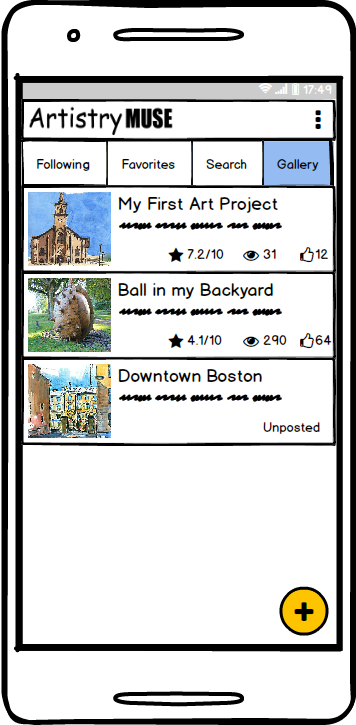 17:49
Artistry MUSE
Following Favorites Search Gallery
My First Art Project
7.2/10 31 12
Ball in my Backyard
4.1/10 290 64
Downtown Boston
Unposted